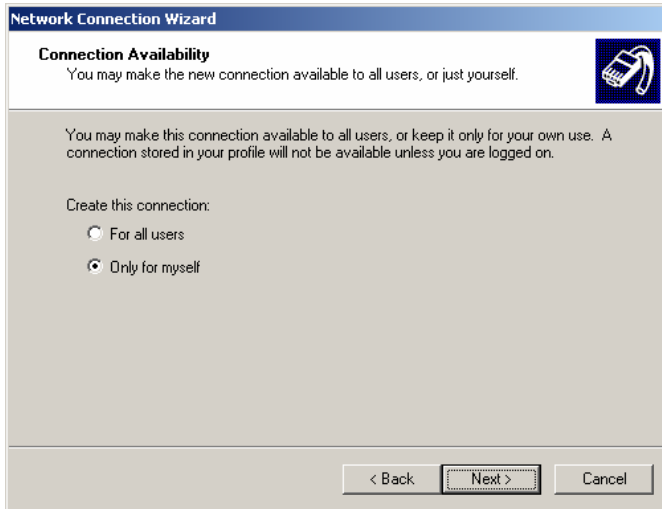 Network Connection Wizard
Connection Availability
You may make the new connection available to all users, or just yourself.
You may make this connection available to all users, or keep it only for your own use.  A
connection stored in your profile will not be available unless you are logged on.
Create this connection:
For all users
Only for myself
< Back
Next >
Cancel